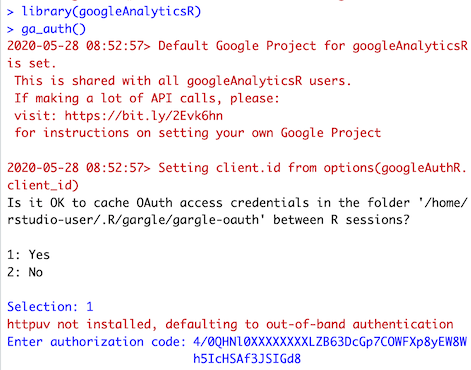 > library(googleAnalyticsR)
> ga_auth()
2020-05-28 08:52:57> Default Google Project for googleAnalyticsR
is set.
This is shared with all googleAnalyticsR users.
If making a lot of API calls, please:
visit: https://bit.ly/2Evk6hn
for instructions on setting your own Google Project
2020-05-28 08:52:57> Setting client.id from options(googleAuthR.
client_id)
Is it OK to cache OAuth access credentials in the folder '/home/
rstudio-user/.R/gargle/gargle-oauth' between R sessions?
1: Yes
2: No
Selection: 1
httpuv not installed, defaulting to out-of-band authentication
Enter authorization code: 4/0QHNl0XXXXXXXXLZB63DcGp7COWFXp8yEW8W
h5IcHSAf3JSIGd8